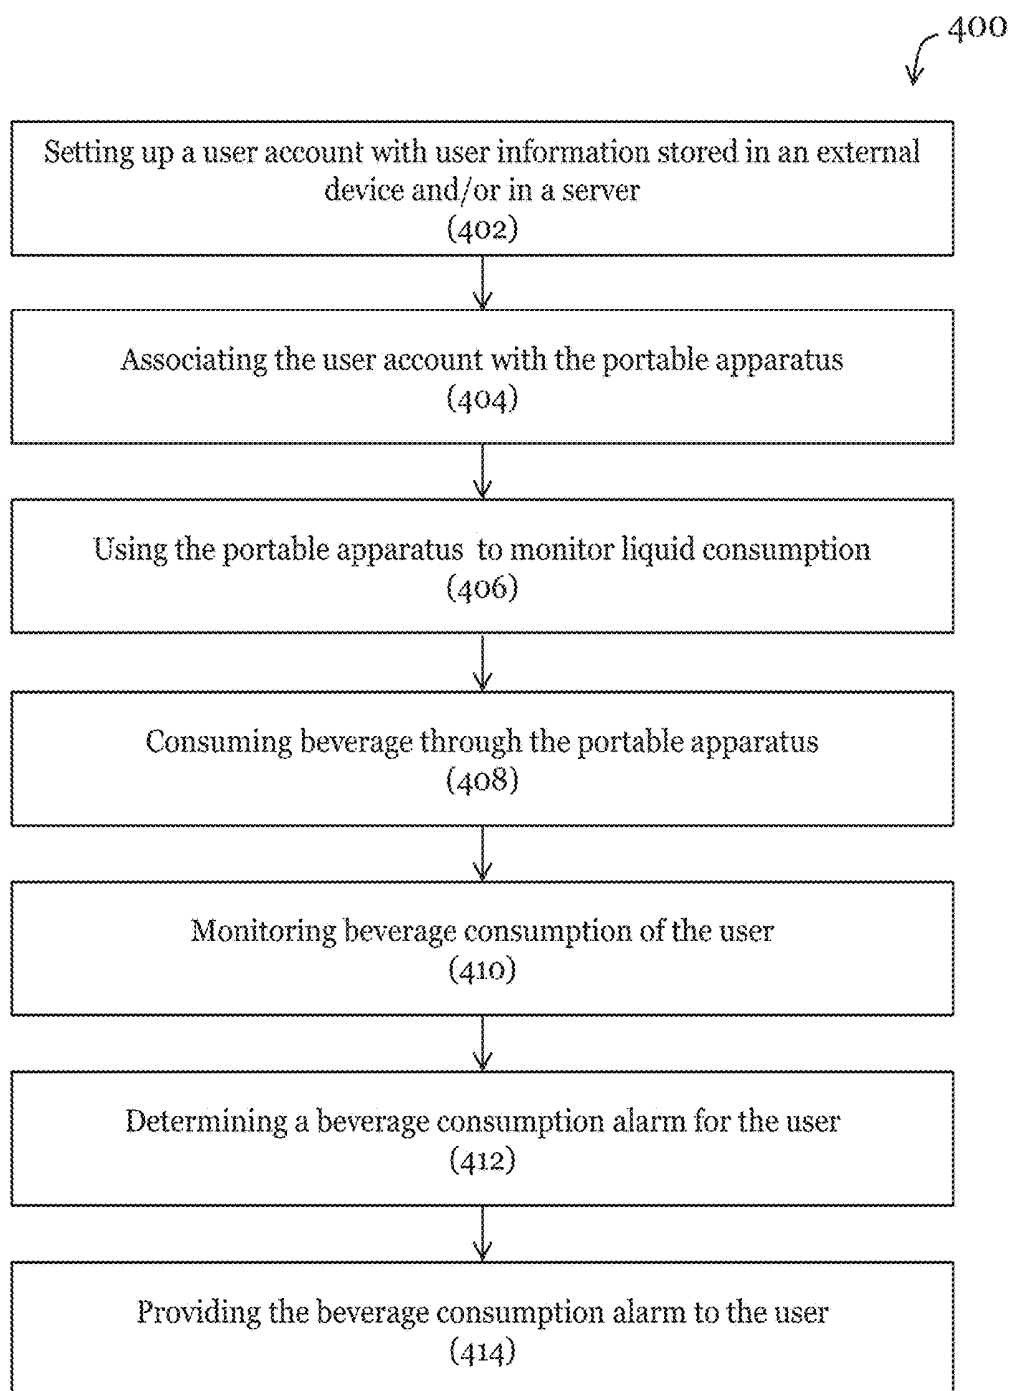 400
Setting up a user account with user information stored in an external
device and/or in a server
(402)
Associating the user account with the portable apparatus
(404)
Using the portable apparatus to monitor liquid consumption
(406)
Consuming beverage through the portable apparatus
(408)
Monitoring beverage consumption of the user
(410)
Determining a beverage consumption alarm for the user
(412)
Providing the beverage consumption alarm to the user
(414)